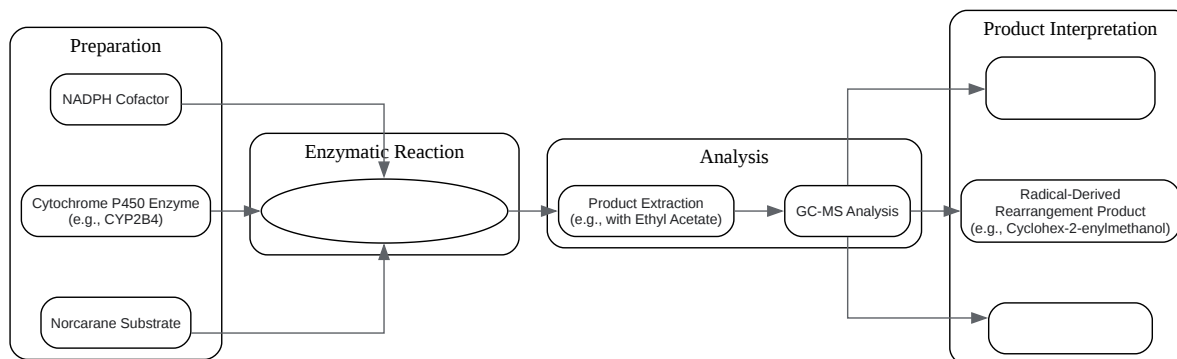 Preparation
NADPH Cofactor
Cytochrome P450 Enzyme
(e.g., CYP2B4)
Norcarane Substrate
Enzymatic Reaction
Analysis
Product Extraction
(e.g., with Ethyl Acetate)
GC-MS Analysis
Product Interpretation
Radical-Derived
Rearrangement Product
(e.g., Cyclohex-2-enylmethanol)